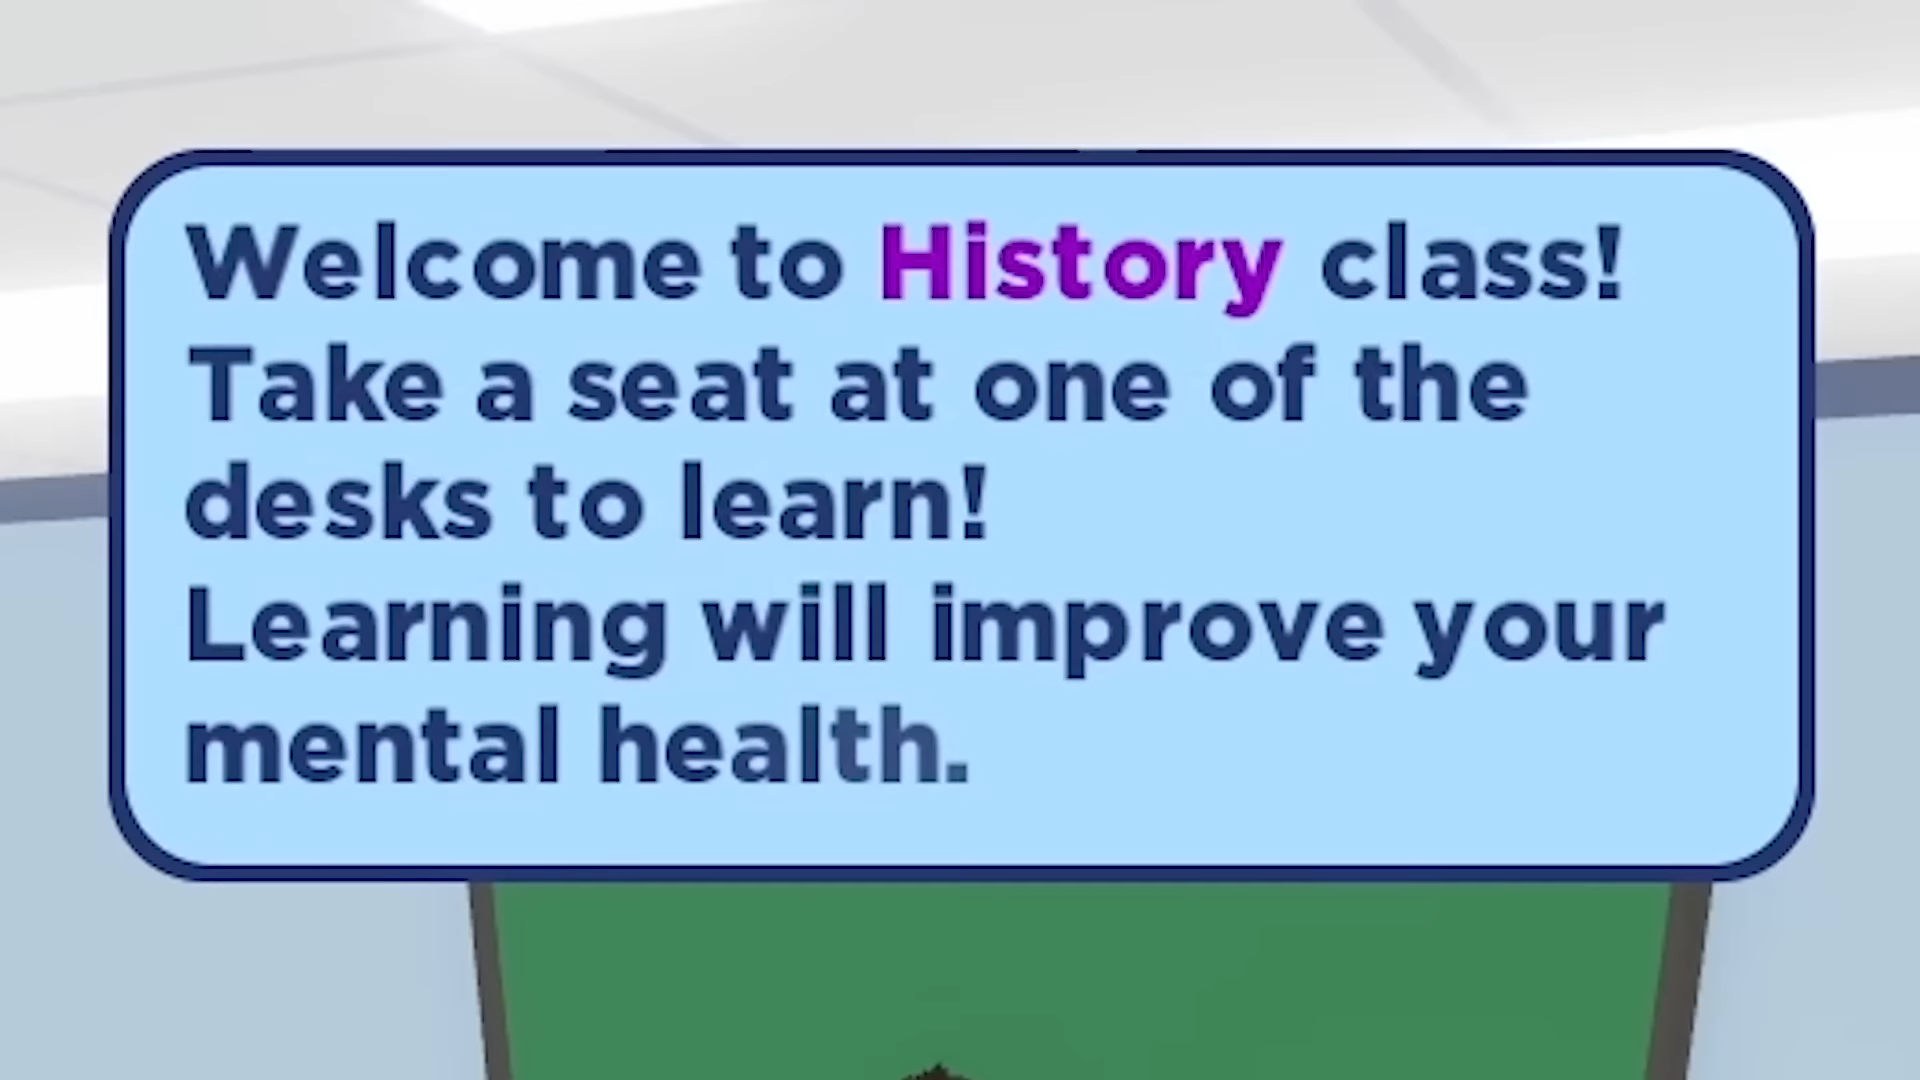 Welcome to History class!
Take a seat at one of the
desks to learn!
Learning will improve your
mental health.